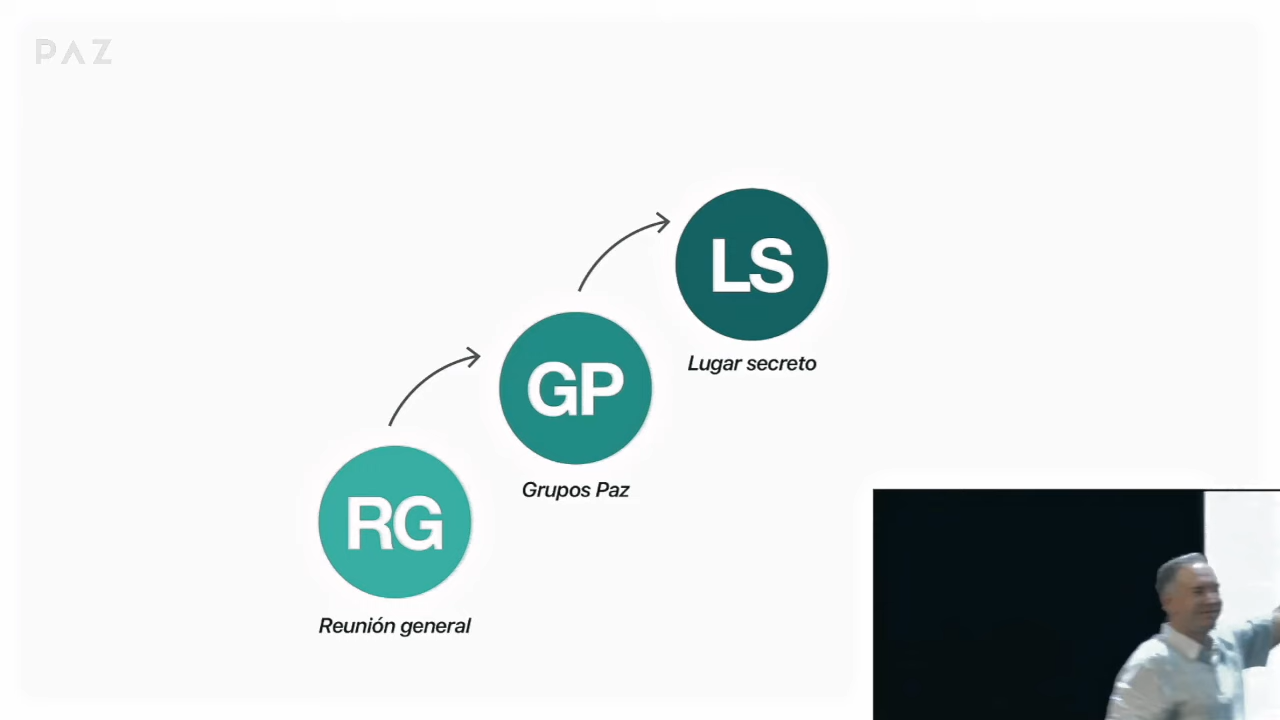 PAZ
LS
Lugar secreto
GP
Grupos Paz
RG
Reunión general